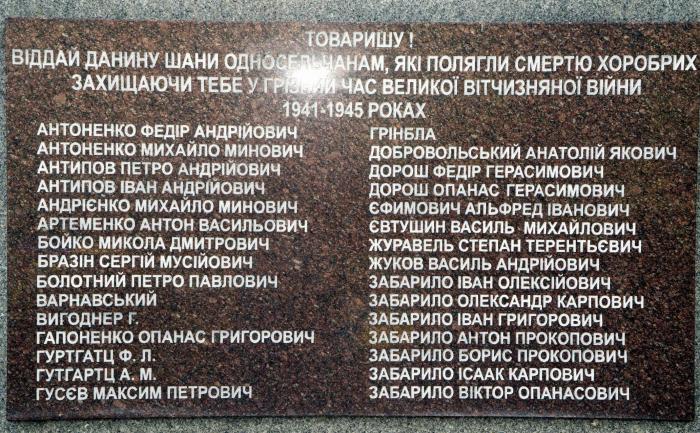 ТОВАРИШУ !
ВІДДАЙ ДАНИНУ ШАНИ ОДНОСЕЛЬЧАНАМ, ЯКІ ПОЛЯГЛИ СМЕРТЮ ХОРОБРИХ
ЗАХИЩАЮЧИ ТЕБЕ У ГРІЗНИЙ ЧАС ВЕЛИКОЇ ВІТЧИЗНЯНОЇ ВІЙНИ
1941-1945 РОКАХ
АНТОНЕНКО ФЕДІР АНДРІЙОВИЧ
АНТОНЕНКО МИХАЙЛО МИНОВИЧ
АНТИПОВ ПЕТРО АНДРІЙОВИЧ
АНТИПОВ ІВАН АНДРІЙОВИЧ
АНДРІЄНКО МИХАЙЛО МИНОВИЧ
АРТЕМЕНКО АНТОН ВАСИЛЬОВИЧ
БОЙКО МИКОЛА ДМИТРОВИЧ
БРАЗІН СЕРГІЙ МУСІЙОВИЧ
БОЛОТНИЙ ПЕТРО ПАВЛОВИЧ
ВАРНАВСЬКИЙ
ВИГОДНЕР Г.
ГАПОНЕНКО ОПАНАС ГРИГОРОВИЧ
ГУРТГАТЦ Ф. Л.
ГУТГАРТЦ А. М.
ГУСЄВ МАКСИМ ПЕТРОВИЧ
ГРІНБЛА
ДОБРОВОЛЬСЬКИЙ АНАТОЛІЙ ЯКОВИЧ
ДОРОШ ФЕДІР ГЕРАСИМОВИЧ
ДОРОШ ОПАНАС ГЕРАСИМОВИЧ
ЄФИМОВИЧ АЛЬФРЕД ІВАНОВИЧ
ЄВТУШИН ВАСИЛЬ МИХАЙЛОВИЧ
ЖУРАВЕЛЬ СТЕПАН ТЕРЕНТЬЄВИЧ
ЖУКОВ ВАСИЛЬ АНДРІЙОВИЧ
ЗАБАРИЛО ІВАН ОЛЕКСІЙОВИЧ
ЗАБАРИЛО ОЛЕКСАНДР КАРПОВИЧ
ЗАБАРИЛО ІВАН ГРИГОРОВИЧ
ЗАБАРИЛО АНТОН ПРОКОПОВИЧ
ЗАБАРИЛО БОРИС ПРОКОПОВИЧ
ЗАБАРИЛО ІСААК КАРПОВИЧ
ЗАБАРИЛО ВІКТОР ОПАНАСОВИЧ